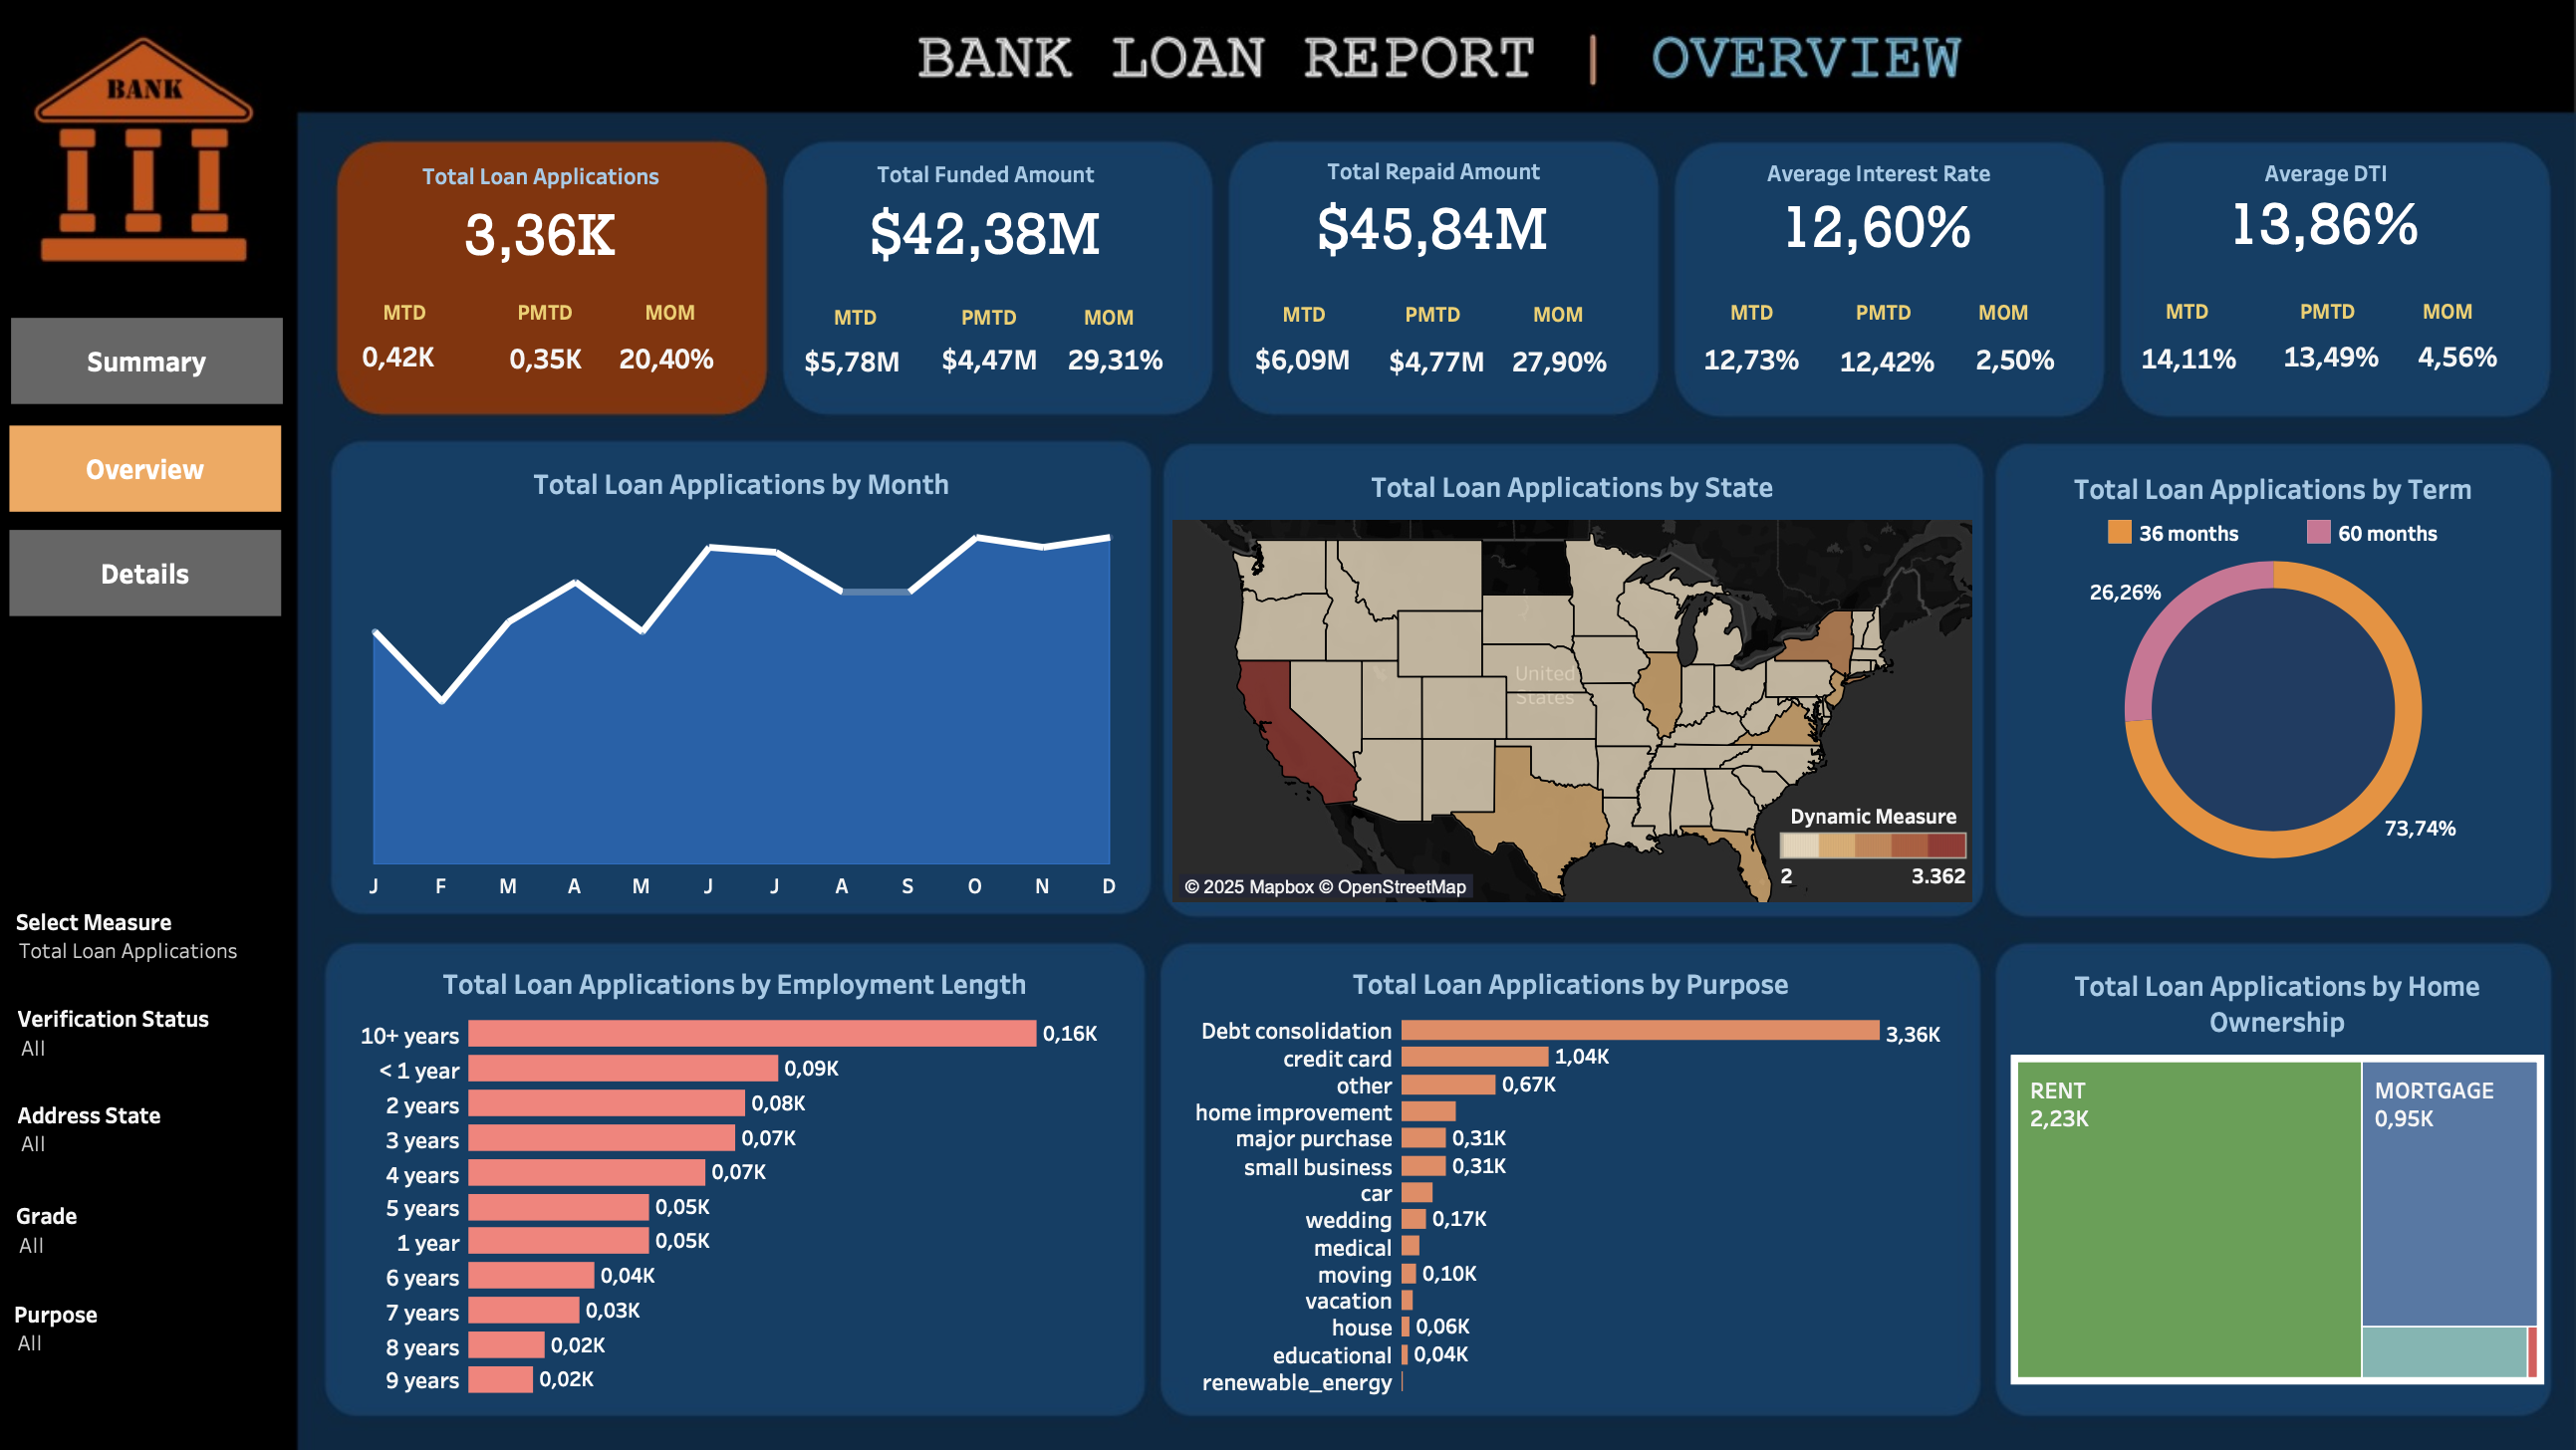 BANK
BANK LOAN REPORT | OVERVIEW
Summary
Overview
Details
Select Measure
Total Loan Applications
Verification Status
All
Address State
All
Grade
All
Purpose
All
Total Loan Applications
3,36K
MTD PMTD MOM
0,42K 0,35K 20,40%
Total Funded Amount
$42,38M
MTD PMTD MOM
$5,78M $4,47M 29,31%
Total Repaid Amount
$45,84M
MTD PMTD MOM
$6,09M $4,77M 27,90%
Average Interest Rate
12,60%
MTD PMTD MOM
12,73% 12,42% 2,50%
Average DTI
13,86%
MTD PMTD MOM
14,11% 13,49% 4,56%
Total Loan Applications by Month
J F M A M J J A S O N D
Total Loan Applications by State
United
States
Dynamic Measure
2 3.362
© 2025 Mapbox © OpenStreetMap
Total Loan Applications by Term
36 months 60 months
26,26%
73,74%
Total Loan Applications by Employment Length
10+ years 0,16K
< 1 year 0,09K
2 years 0,08K
3 years 0,07K
4 years 0,07K
5 years 0,05K
1 year 0,05K
6 years 0,04K
7 years 0,03K
8 years 0,02K
9 years 0,02K
Total Loan Applications by Purpose
Debt consolidation 3,36K
credit card 1,04K
other 0,67K
home improvement
major purchase 0,31K
small business 0,31K
car
wedding 0,17K
medical
moving 0,10K
vacation
house 0,06K
educational 0,04K
renewable_energy
Total Loan Applications by Home
Ownership
RENT
2,23K
MORTGAGE
0,95K